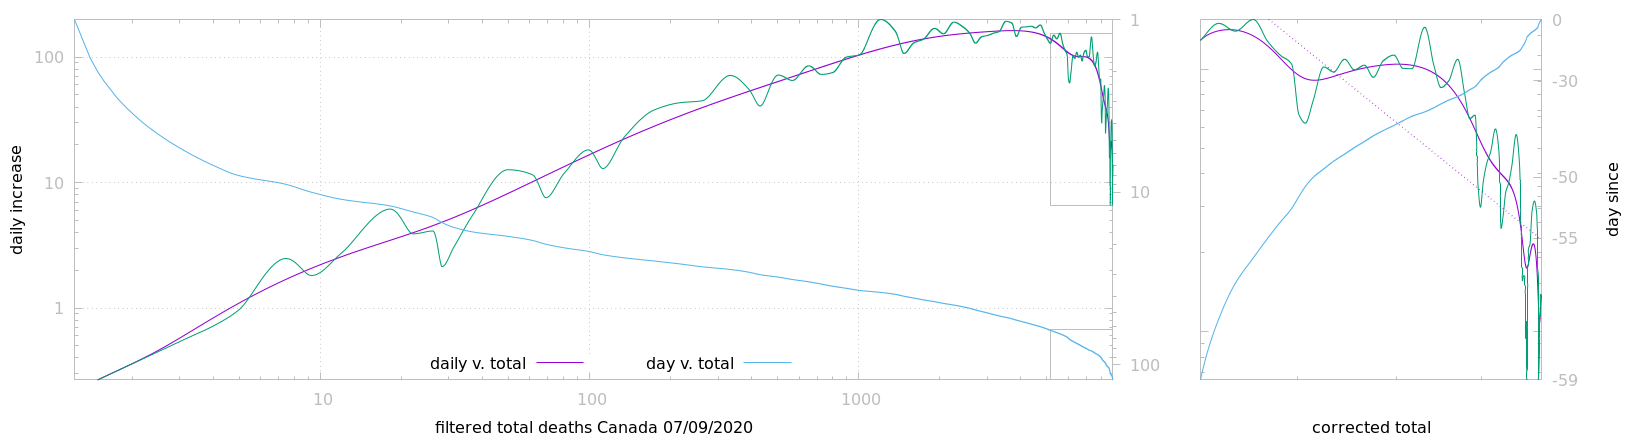 100
10
1
daily increase
daily v. total
day v. total
10
100
1000
filtered total deaths Canada 07/09/2020
1
10
100
0
-30
-50
-55
-59
day since
corrected total